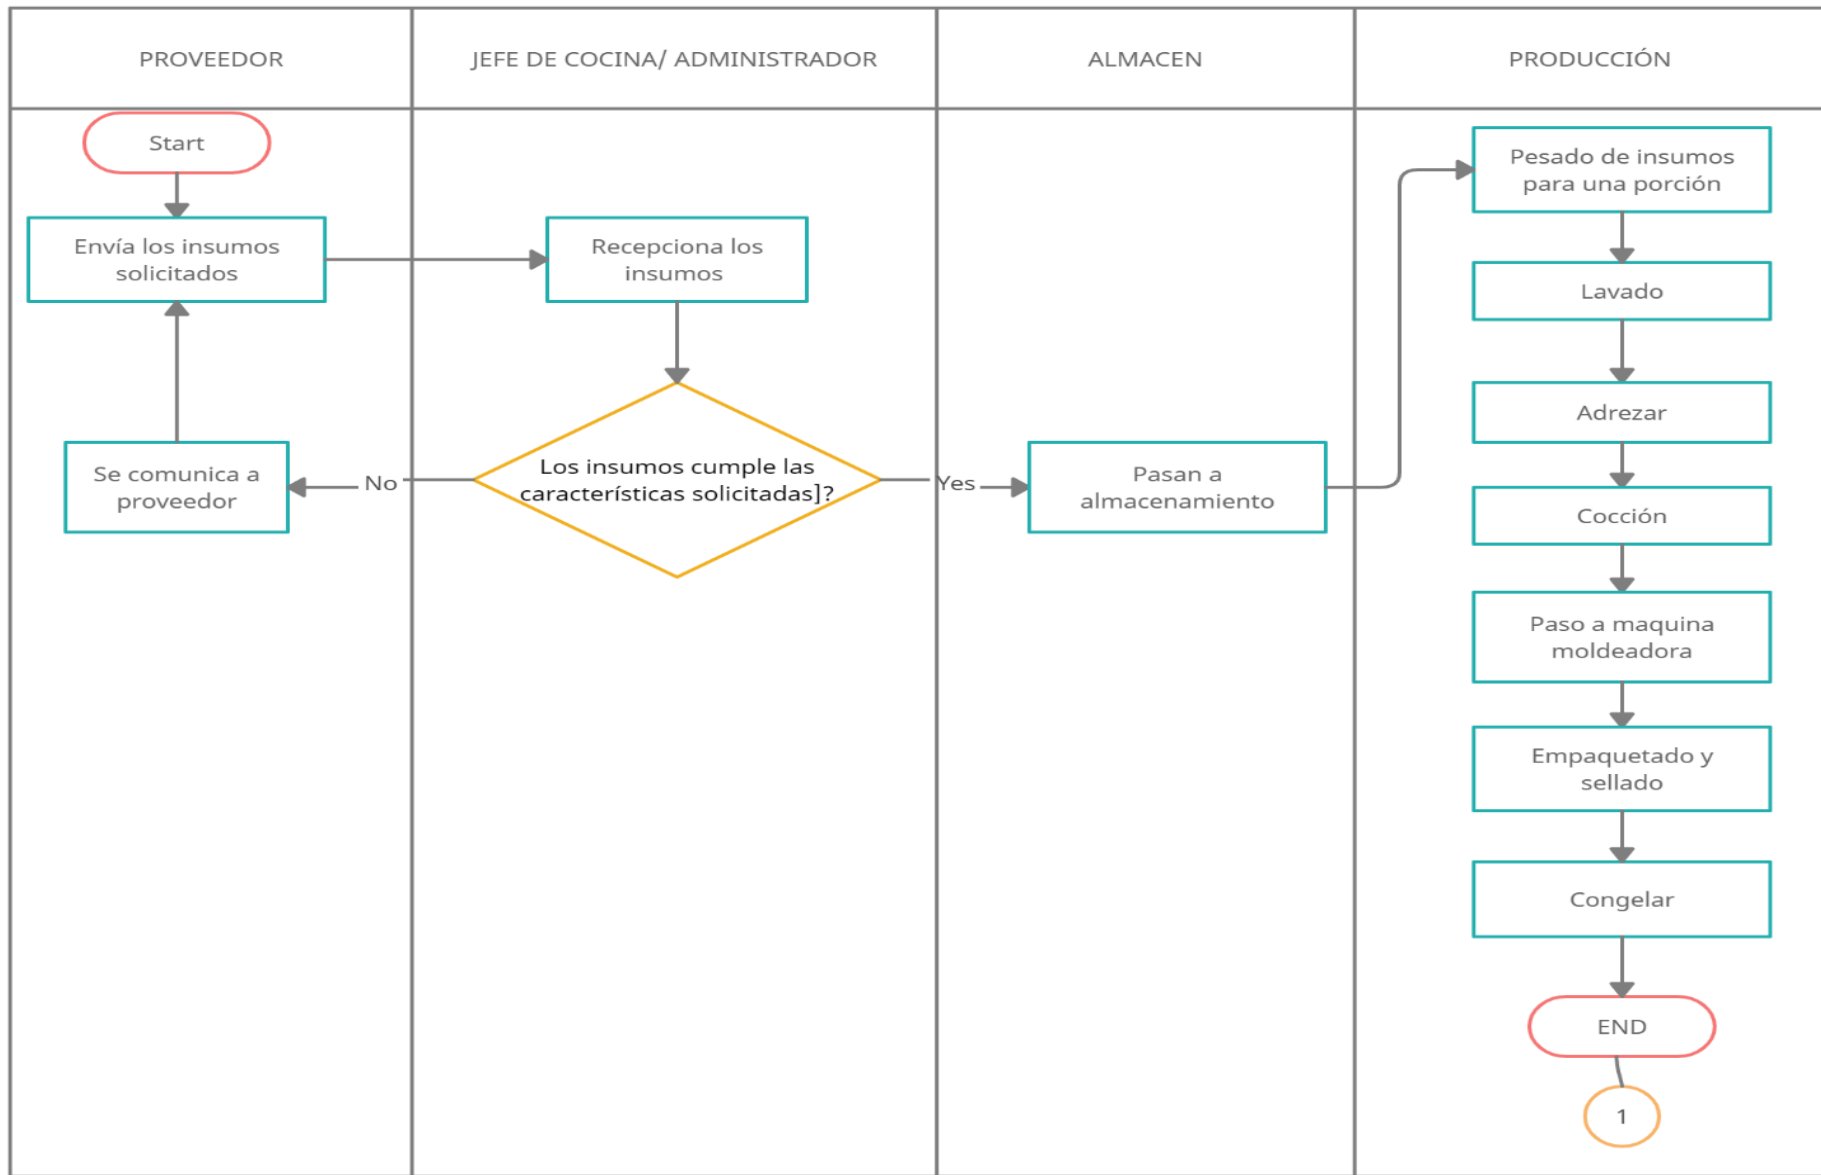 PROVEEDOR
JEFE DE COCINA/ ADMINISTRADOR
ALMACEN
PRODUCCIÓN
Start
Envía los insumos
solicitados
Se comunica a
proveedor
No
Recepciona los
insumos
Los insumos cumple las
características solicitadas]?
Yes
Pasan a
almacenamiento
Pesado de insumos
para una porción
Lavado
Adrezar
Cocción
Paso a maquina
moldeadora
Empaquetado y
sellado
Congelar
END
1